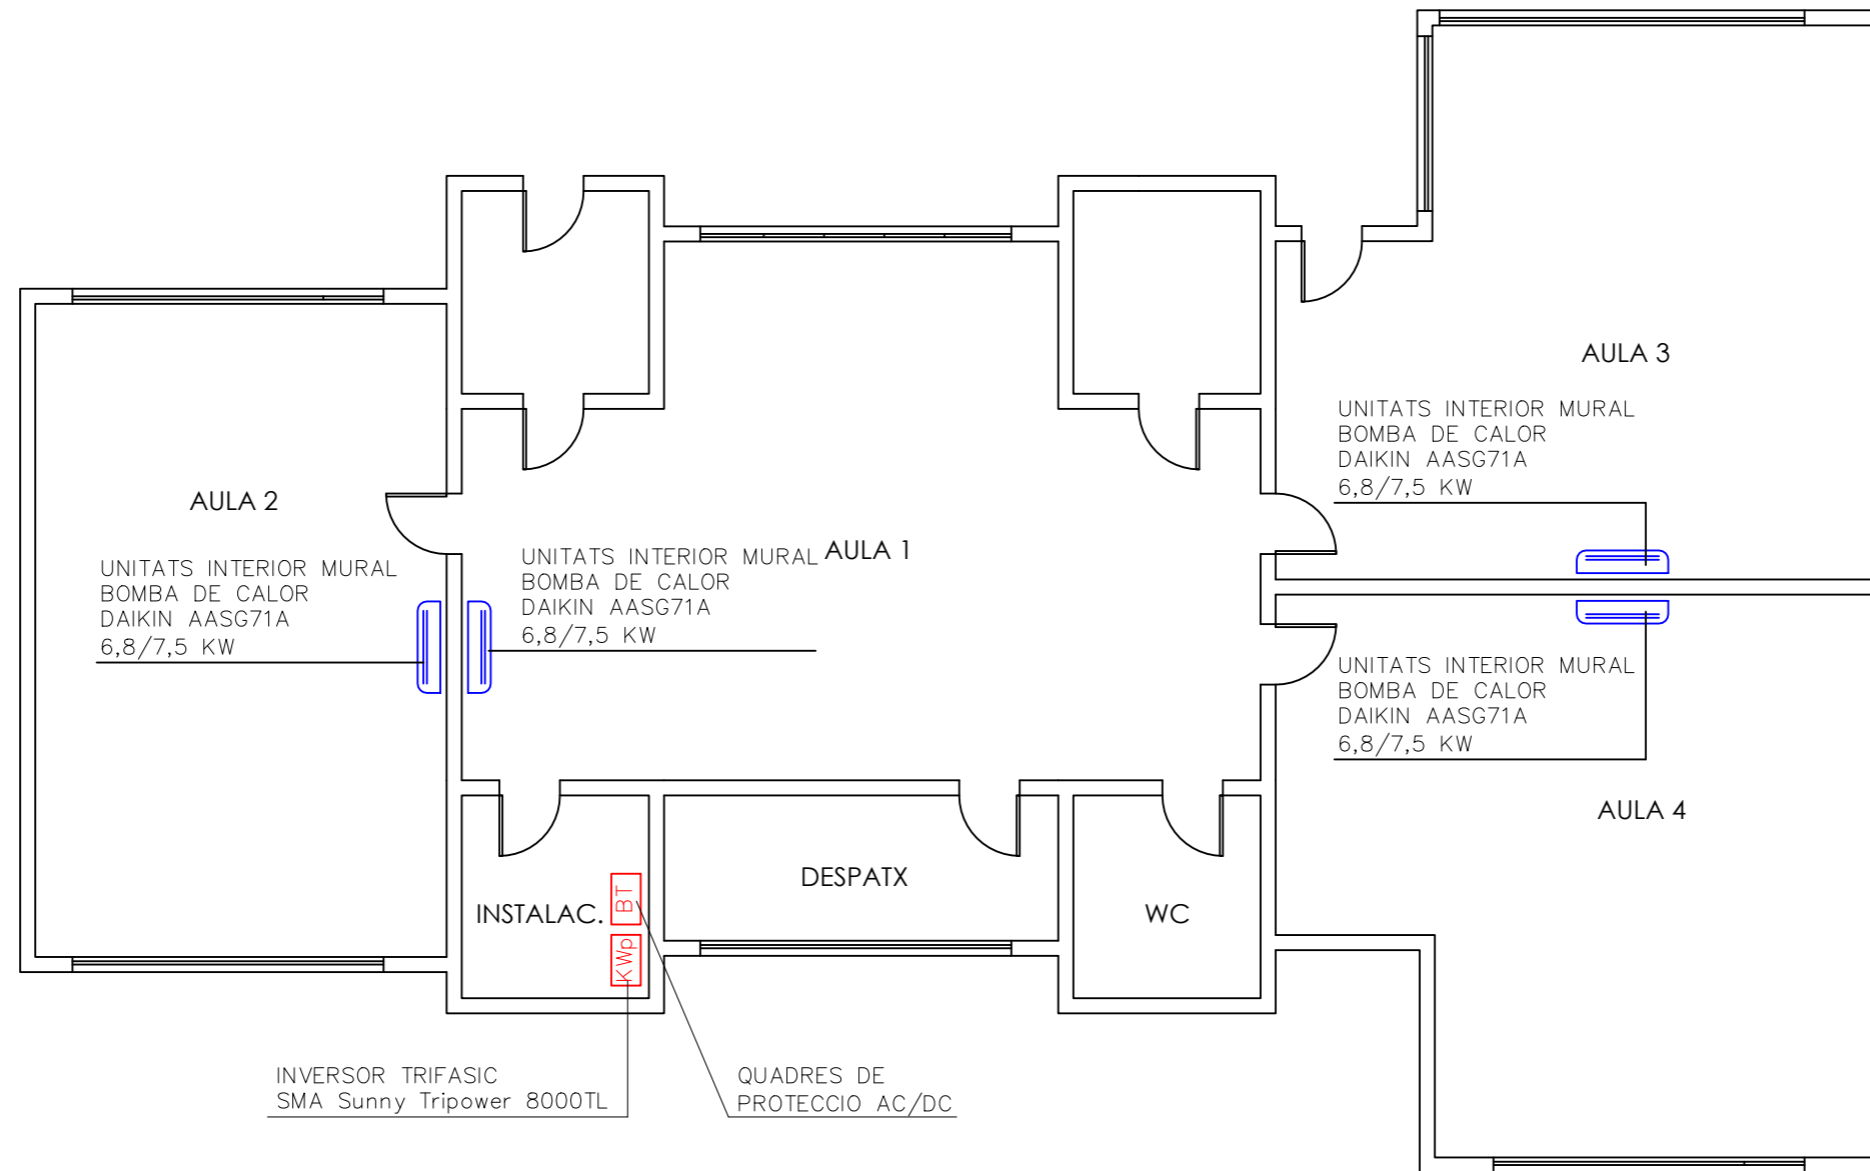 AULA 3
UNITATS INTERIOR MURAL
BOMBA DE CALOR
DAIKIN AASG71A
6,8/7,5 KW
AULA 2
UNITATS INTERIOR MURAL
BOMBA DE CALOR
DAIKIN AASG71A
6,8/7,5 KW
AULA 1
UNITATS INTERIOR MURAL
BOMBA DE CALOR
DAIKIN AASG71A
6,8/7,5 KW
UNITATS INTERIOR MURAL
BOMBA DE CALOR
DAIKIN AASG71A
6,8/7,5 KW
AULA 4
DESPATX
INSTALAC.
BT
KWp
WC
INVERSOR TRIFASIC
SMA Sunny Tripower 8000TL
QUADRES DE
PROTECCIO AC/DC